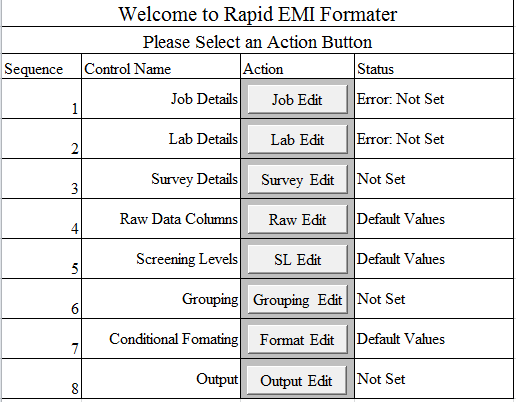 Welcome to Rapid EMI Formater
Please Select an Action Button
Sequence Control Name Action Status
1 Job Details Job Edit Error: Not Set
2 Lab Details Lab Edit Error: Not Set
3 Survey Details Survey Edit Not Set
4 Raw Data Columns Raw Edit Default Values
5 Screening Levels SL Edit Default Values
6 Grouping Grouping Edit Not Set
7 Conditional Fomating Format Edit Default Values
8 Output Output Edit Not Set